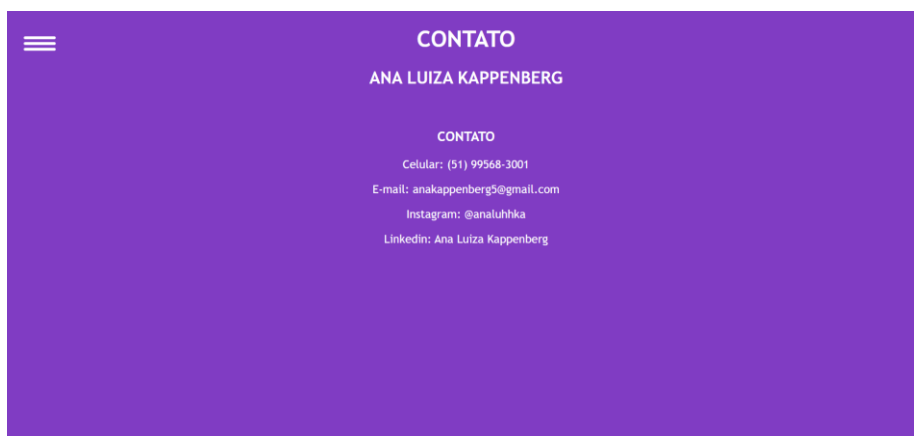 CONTATO
ANA LUIZA KAPPENBERG
CONTATO
Celular: (51) 99568-3001
E-mail: anakappenberg5@gmail.com
Instagram: @analuhhka
Linkedin: Ana Luiza Kappenberg